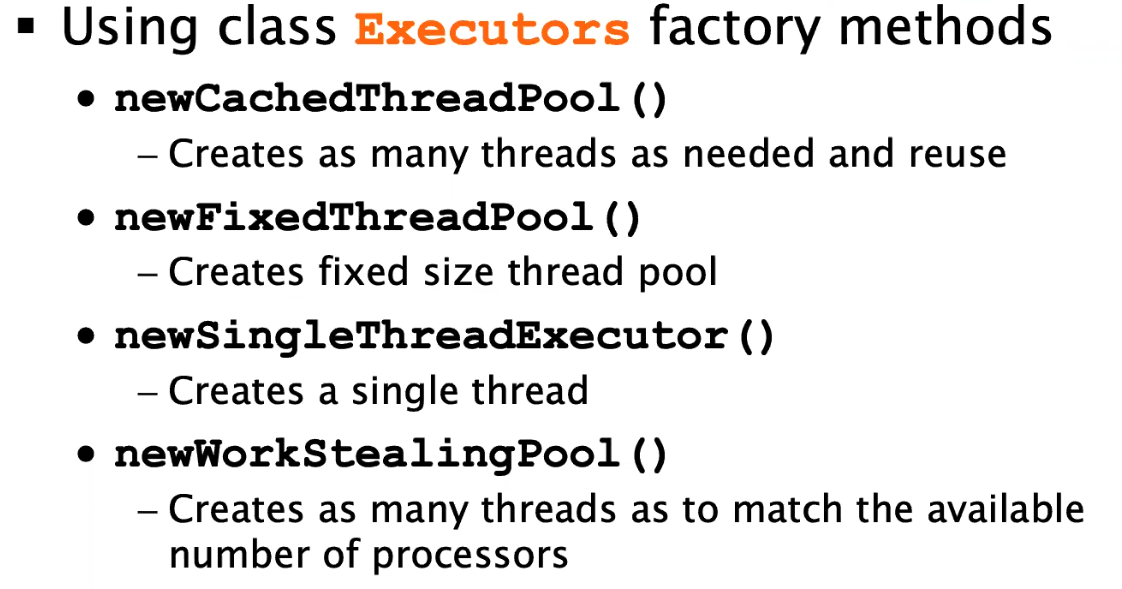 ▪ Using class Executors factory methods
• newCachedThreadPool()
– Creates as many threads as needed and reuse
• newFixedThreadPool()
– Creates fixed size thread pool
• newSingleThreadExecutor()
– Creates a single thread
• newWorkStealingPool()
– Creates as many threads as to match the available
number of processors